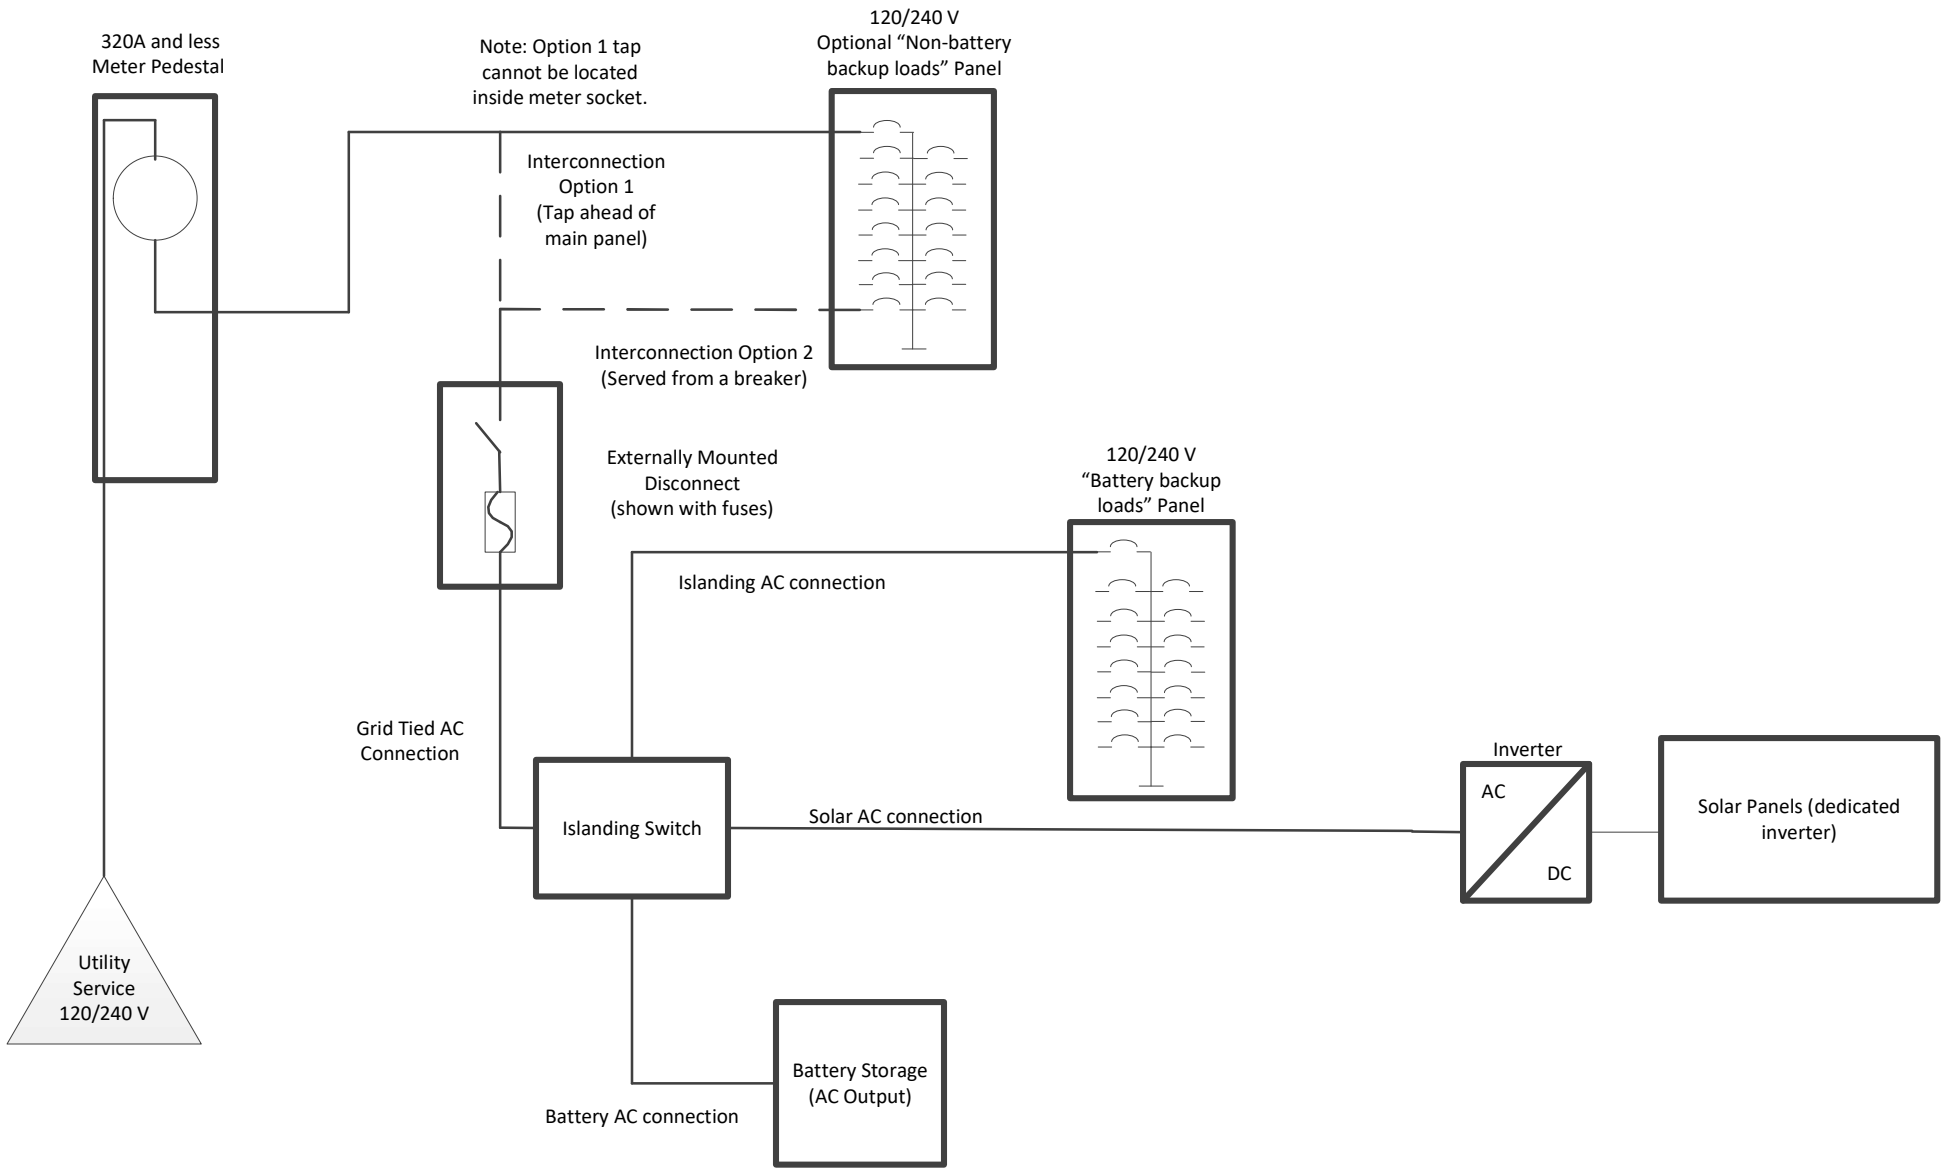 320A and less
Meter Pedestal
Note: Option 1 tap
cannot be located
inside meter socket.
120/240 V
Optional “Non-battery
backup loads” Panel
Interconnection
Option 1
(Tap ahead of
main panel)
Interconnection Option 2
(Served from a breaker)
Externally Mounted
Disconnect
(shown with fuses)
120/240 V
“Battery backup
loads” Panel
Islanding AC connection
Grid Tied AC
Connection
Islanding Switch
Solar AC connection
Inverter
AC
DC
Solar Panels (dedicated
inverter)
Utility
Service
120/240 V
Battery Storage
(AC Output)
Battery AC connection